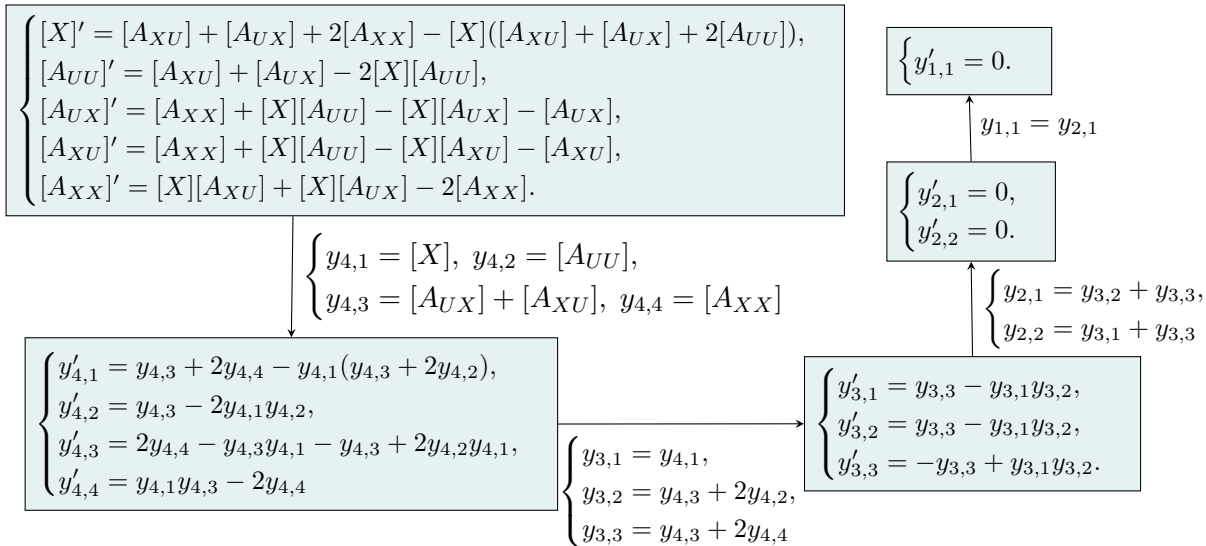 [X]′ = [A_{XU}] + [A_{UX}] + 2[A_{XX}] − [X]([A_{XU}] + [A_{UX}] + 2[A_{UU}]),
[A_{UU}]′ = [A_{XU}] + [A_{UX}] − 2[X][A_{UU}],
[A_{UX}]′ = [A_{XX}] + [X][A_{UU}] − [X][A_{UX}] − [A_{UX}],
[A_{XU}]′ = [A_{XX}] + [X][A_{UU}] − [X][A_{XU}] − [A_{XU}],
[A_{XX}]′ = [X][A_{XU}] + [X][A_{UX}] − 2[A_{XX}].
y_{4,1} = [X], y_{4,2} = [A_{UU}],
y_{4,3} = [A_{UX}] + [A_{XU}], y_{4,4} = [A_{XX}]
y′_{4,1} = y_{4,3} + 2y_{4,4} − y_{4,1}(y_{4,3} + 2y_{4,2}),
y′_{4,2} = y_{4,3} − 2y_{4,1}y_{4,2},
y′_{4,3} = 2y_{4,4} − y_{4,3}y_{4,1} − y_{4,3} + 2y_{4,2}y_{4,1},
y′_{4,4} = y_{4,1}y_{4,3} − 2y_{4,4}
y_{3,1} = y_{4,1},
y_{3,2} = y_{4,3} + 2y_{4,2},
y_{3,3} = y_{4,3} + 2y_{4,4}
y′_{3,1} = y_{3,3} − y_{3,1}y_{3,2},
y′_{3,2} = y_{3,3} − y_{3,1}y_{3,2},
y′_{3,3} = −y_{3,3} + y_{3,1}y_{3,2}.
y_{2,1} = y_{3,2} + y_{3,3},
y_{2,2} = y_{3,1} + y_{3,3}
y′_{2,1} = 0,
y′_{2,2} = 0.
y_{1,1} = y_{2,1}
y′_{1,1} = 0.